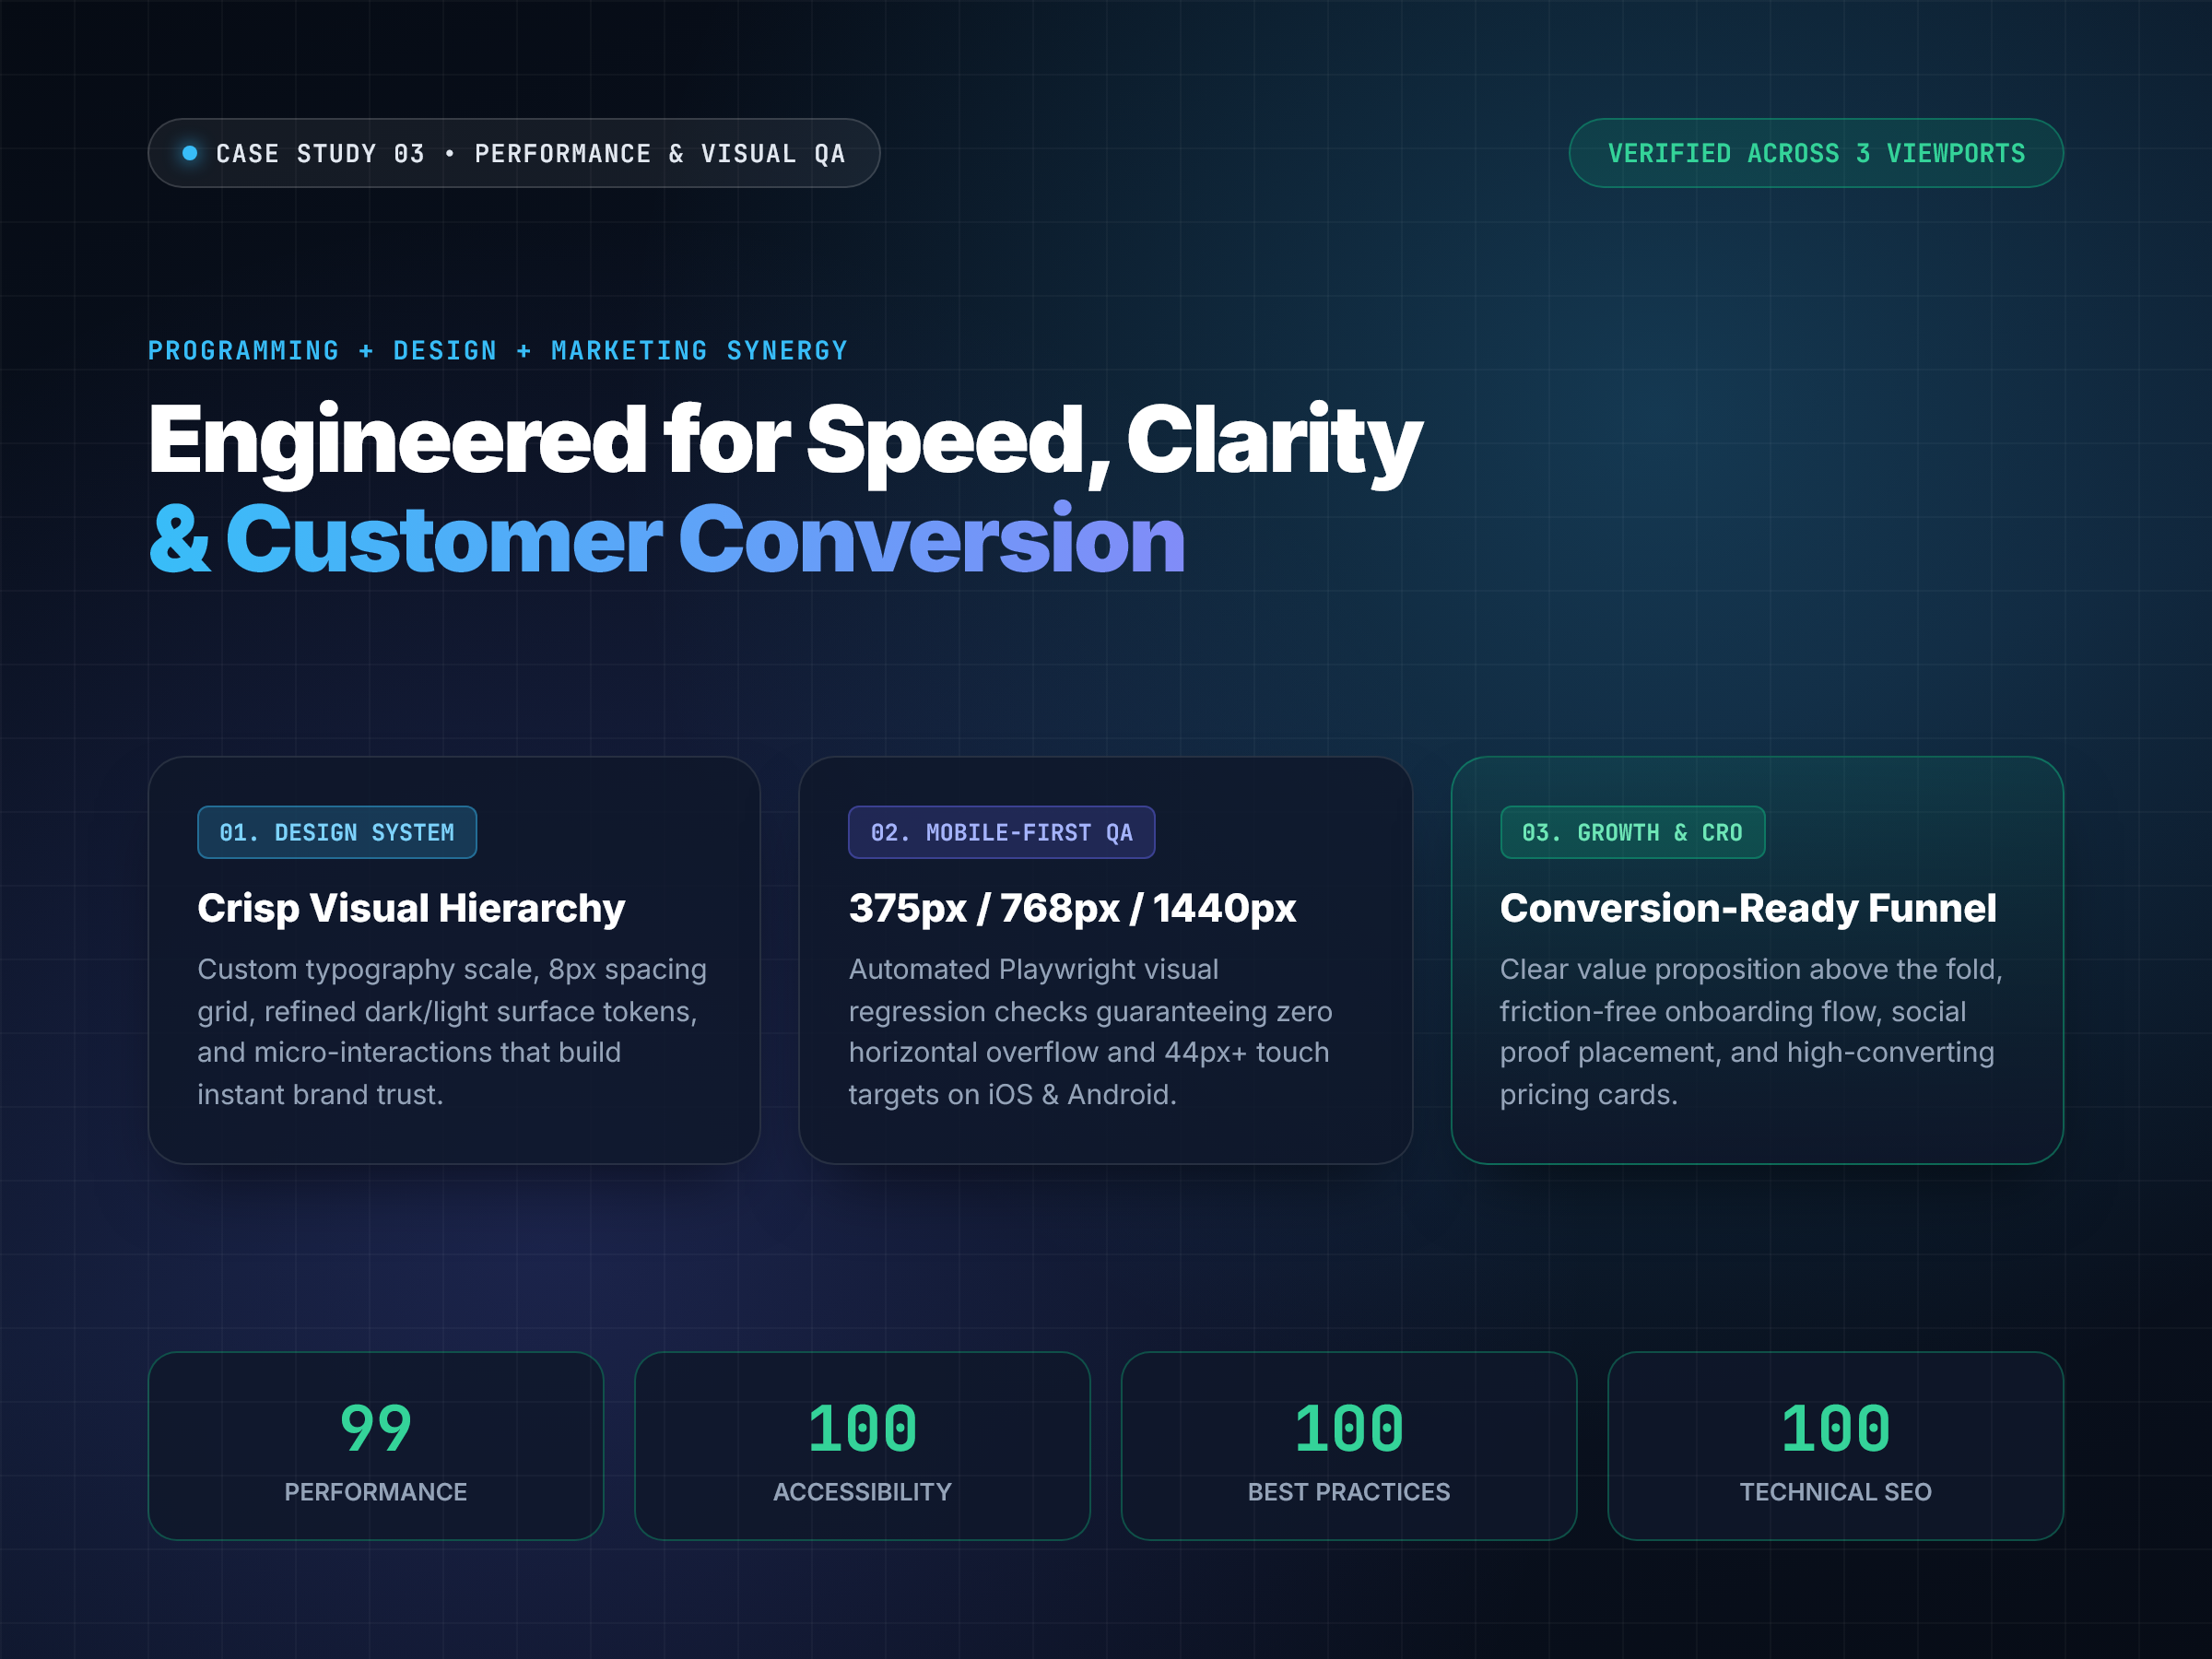 CASE STUDY 03 • PERFORMANCE & VISUAL QA
VERIFIED ACROSS 3 VIEWPORTS
PROGRAMMING + DESIGN + MARKETING SYNERGY
Engineered for Speed, Clarity
& Customer Conversion
01. DESIGN SYSTEM
Crisp Visual Hierarchy
Custom typography scale, 8px spacing
grid, refined dark/light surface tokens,
and micro-interactions that build
instant brand trust.
02. MOBILE-FIRST QA
375px / 768px / 1440px
Automated Playwright visual
regression checks guaranteeing zero
horizontal overflow and 44px+ touch
targets on iOS & Android.
03. GROWTH & CRO
Conversion-Ready Funnel
Clear value proposition above the fold,
friction-free onboarding flow, social
proof placement, and high-converting
pricing cards.
99
PERFORMANCE
100
ACCESSIBILITY
100
BEST PRACTICES
100
TECHNICAL SEO